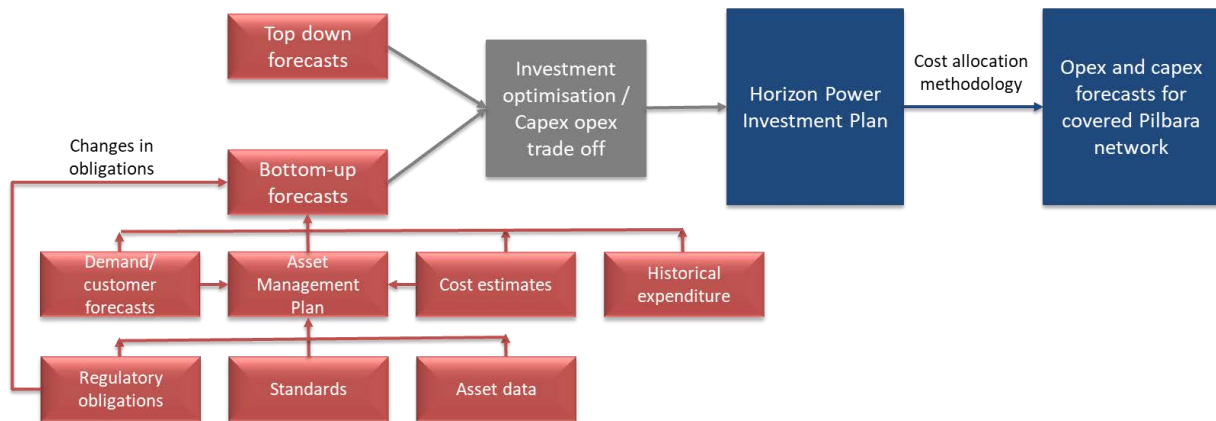 Top down
forecasts
Investment
optimisation /
Capex opex
trade off
Horizon Power
Investment Plan
Cost allocation
methodology
Opex and capex
forecasts for
covered Pilbara
network
Changes in
obligations
Bottom-up
forecasts
Demand/
customer
forecasts
Asset
Management
Plan
Cost estimates
Historical
expenditure
Regulatory
obligations
Standards
Asset data